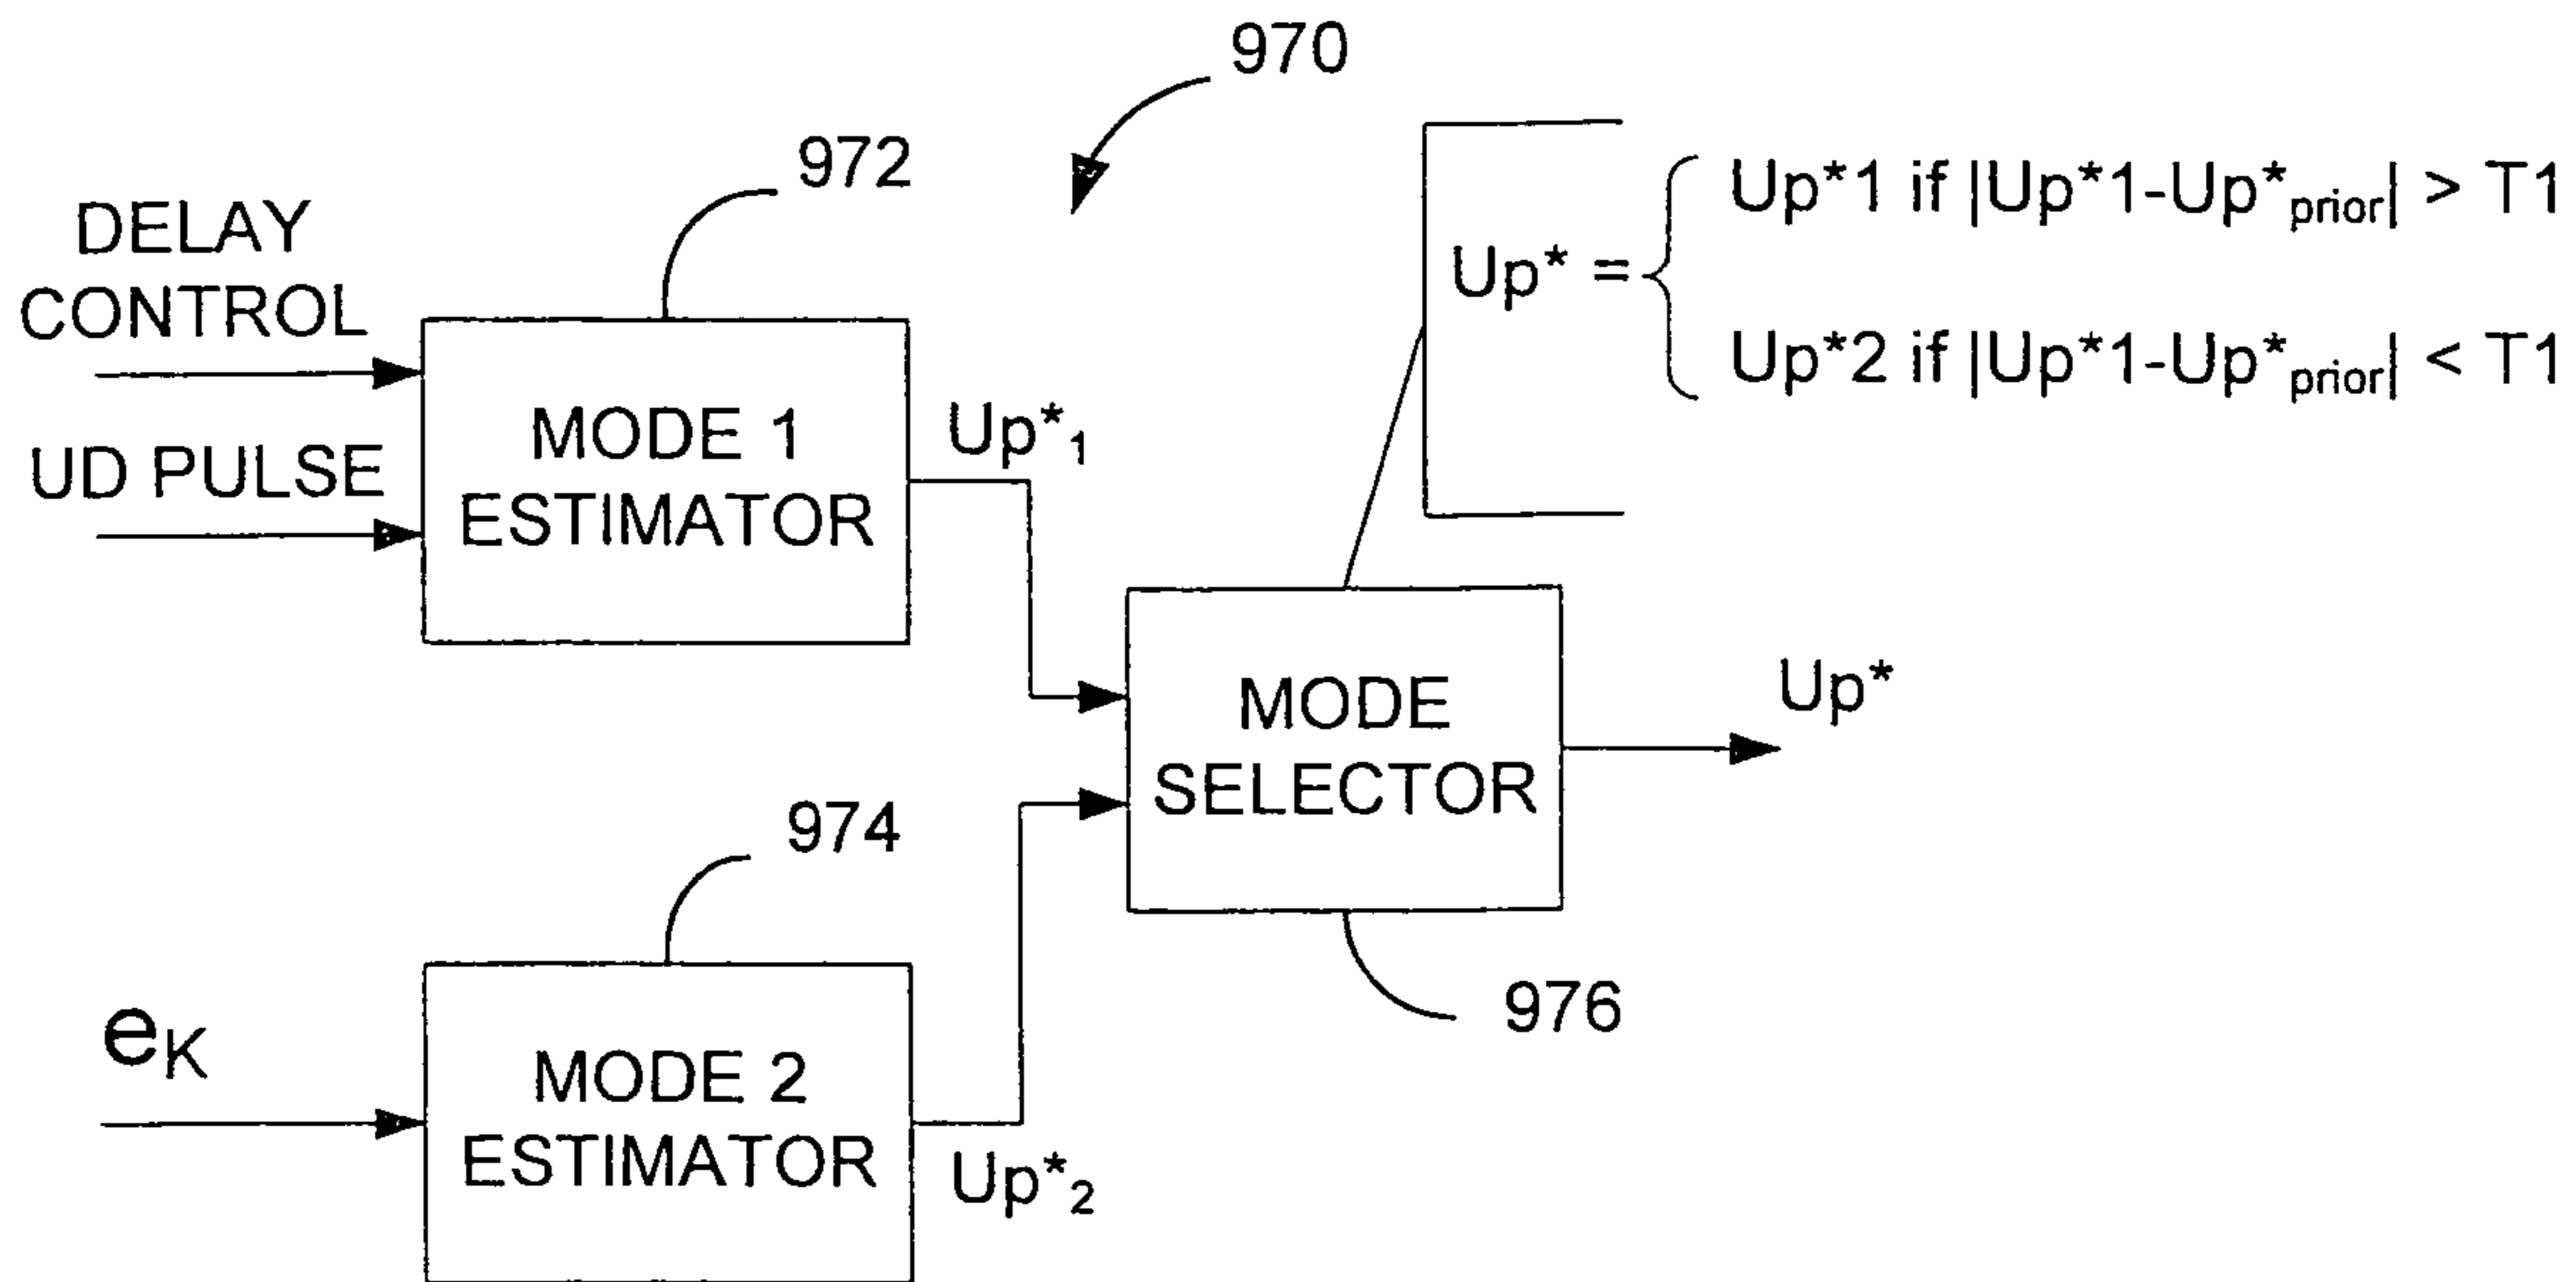 970
972
DELAY
CONTROL
UD PULSE
MODE 1
ESTIMATOR
Up*1
Up* =
Up*1 if |Up*1-Up*prior| > T1
Up*2 if |Up*1-Up*prior| < T1
MODE
SELECTOR
Up*
976
974
eK
MODE 2
ESTIMATOR
Up*2